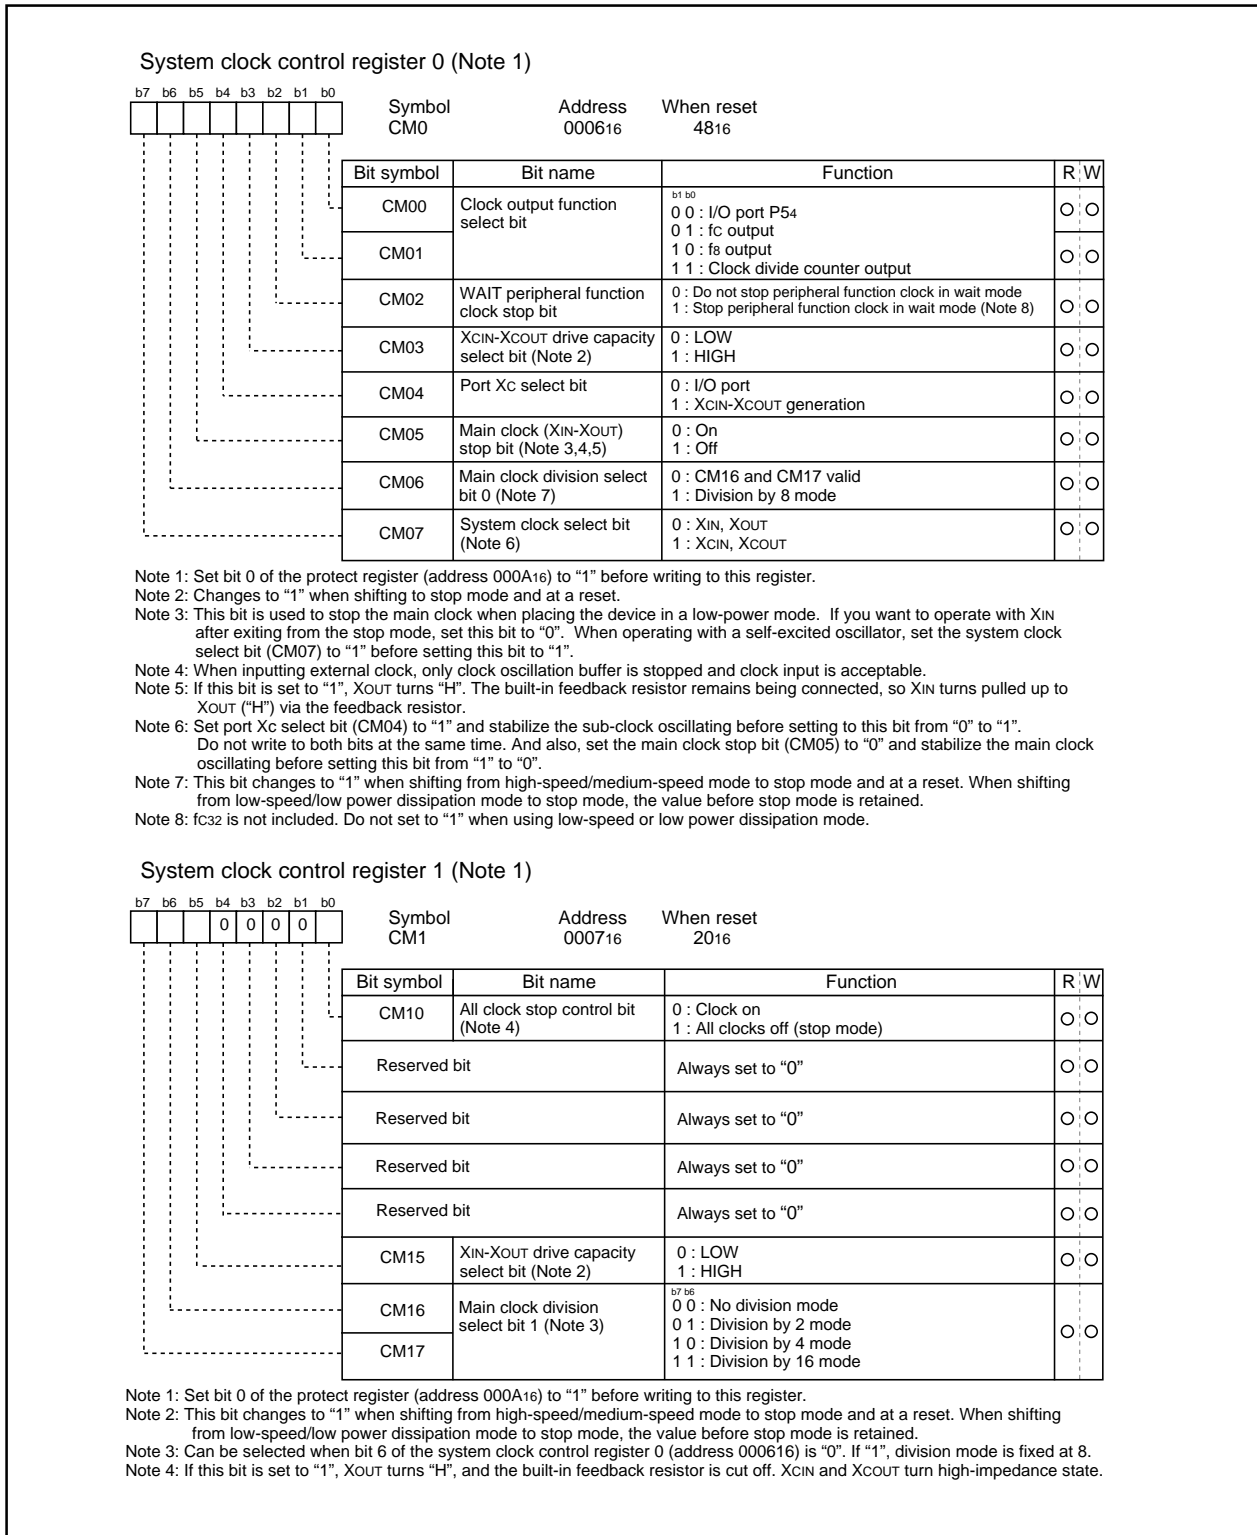 System clock control register 0 (Note 1)
b7 b6 b5 b4 b3 b2 b1 b0
Symbol Address When reset
CM0 000616 4816
Bit symbol Bit name Function R W
CM00 Clock output function select bit
b1 b0
0 0 : I/O port P54
0 1 : fC output
1 0 : f8 output
1 1 : Clock divide counter output
CM01
CM02 WAIT peripheral function clock stop bit
0 : Do not stop peripheral function clock in wait mode
1 : Stop peripheral function clock in wait mode (Note 8)
CM03 XCIN-XCOUT drive capacity select bit (Note 2)
0 : LOW
1 : HIGH
CM04 Port XC select bit
0 : I/O port
1 : XCIN-XCOUT generation
CM05 Main clock (XIN-XOUT) stop bit (Note 3,4,5)
0 : On
1 : Off
CM06 Main clock division select bit 0 (Note 7)
0 : CM16 and CM17 valid
1 : Division by 8 mode
CM07 System clock select bit (Note 6)
0 : XIN, XOUT
1 : XCIN, XCOUT
Note 1: Set bit 0 of the protect register (address 000A16) to “1” before writing to this register.
Note 2: Changes to “1” when shifting to stop mode and at a reset.
Note 3: This bit is used to stop the main clock when placing the device in a low-power mode. If you want to operate with XIN
after exiting from the stop mode, set this bit to “0”. When operating with a self-excited oscillator, set the system clock
select bit (CM07) to “1” before setting this bit to “1”.
Note 4: When inputting external clock, only clock oscillation buffer is stopped and clock input is acceptable.
Note 5: If this bit is set to “1”, XOUT turns “H”. The built-in feedback resistor remains being connected, so XIN turns pulled up to
XOUT (“H”) via the feedback resistor.
Note 6: Set port Xc select bit (CM04) to “1” and stabilize the sub-clock oscillating before setting to this bit from “0” to “1”.
Do not write to both bits at the same time. And also, set the main clock stop bit (CM05) to “0” and stabilize the main clock
oscillating before setting this bit from “1” to “0”.
Note 7: This bit changes to “1” when shifting from high-speed/medium-speed mode to stop mode and at a reset. When shifting
from low-speed/low power dissipation mode to stop mode, the value before stop mode is retained.
Note 8: fC32 is not included. Do not set to “1” when using low-speed or low power dissipation mode.
System clock control register 1 (Note 1)
b7 b6 b5 b4 b3 b2 b1 b0
0 0 0 0
Symbol Address When reset
CM1 000716 2016
Bit symbol Bit name Function R W
CM10 All clock stop control bit (Note 4)
0 : Clock on
1 : All clocks off (stop mode)
Reserved bit Always set to “0”
Reserved bit Always set to “0”
Reserved bit Always set to “0”
Reserved bit Always set to “0”
CM15 XIN-XOUT drive capacity select bit (Note 2)
0 : LOW
1 : HIGH
CM16 Main clock division select bit 1 (Note 3)
b7 b6
0 0 : No division mode
0 1 : Division by 2 mode
1 0 : Division by 4 mode
1 1 : Division by 16 mode
CM17
Note 1: Set bit 0 of the protect register (address 000A16) to “1” before writing to this register.
Note 2: This bit changes to “1” when shifting from high-speed/medium-speed mode to stop mode and at a reset. When shifting
from low-speed/low power dissipation mode to stop mode, the value before stop mode is retained.
Note 3: Can be selected when bit 6 of the system clock control register 0 (address 000616) is “0”. If “1”, division mode is fixed at 8.
Note 4: If this bit is set to “1”, XOUT turns “H”, and the built-in feedback resistor is cut off. XCIN and XCOUT turn high-impedance state.